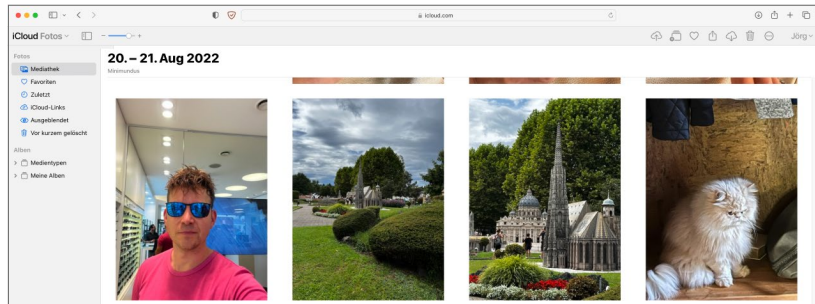 icloud.com
iCloud Fotos
Jörg
Fotos
Mediathek
Favoriten
Zuletzt
iCloud-Links
Ausgeblendet
Vor kurzem gelöscht
Alben
Medientypen
Meine Alben
20. – 21. Aug 2022
Minimundus